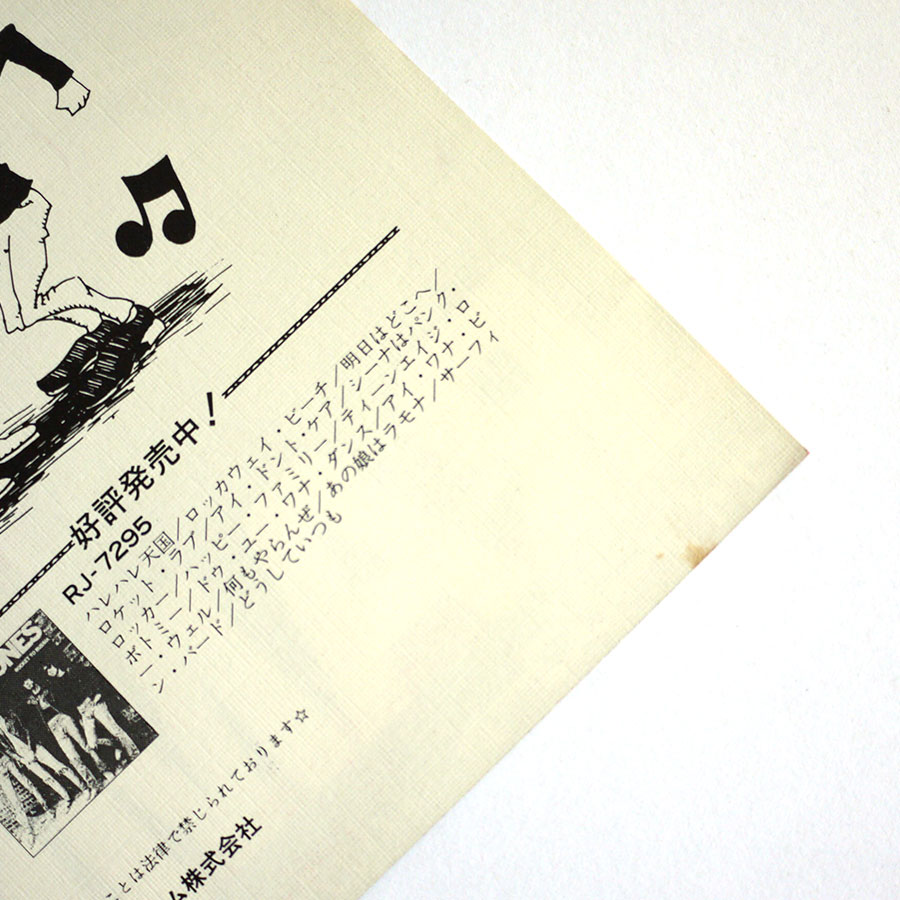 好評発売中!
RJ-7295
ハレハレ天国/ロッカウェイ・ビーチ/明日はどこへ/
ロケット・ラブ/アイ・ドント・ケア/シーナはパンク・
ロッカー/ハッピー・ファミリー/ティーンエイジ・ロ
ボトミー/ドゥ・ユー・ワナ・ダンス/アイ・ワナ・ビ
ー・ウェル/何もやらんぜ/あの娘はラモナ/サーフィ
ン・バード/どうしていつも
ONES
ROCKET TO RUSSIA
ことは法律で禁じられております☆
ム株式会社